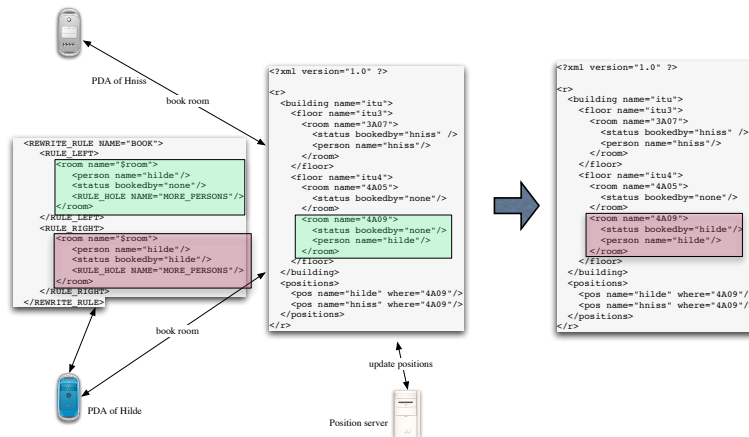 PDA of Hniss
book room
<REWRITE_RULE NAME="BOOK">
<RULE_LEFT>
<room name="$room">
<person name="hilde"/>
<status bookedby="none"/>
<RULE_HOLE NAME="MORE_PERSONS"/>
</room>
</RULE_LEFT>
<RULE_RIGHT>
<room name="$room">
<person name="hilde"/>
<status bookedby="hilde"/>
<RULE_HOLE NAME="MORE_PERSONS"/>
</room>
</RULE_RIGHT>
</REWRITE_RULE>
book room
PDA of Hilde
<?xml version="1.0" ?>
<r>
<building name="itu">
<floor name="itu3">
<room name="3A07">
<status bookedby="hniss" />
<person name="hniss"/>
</room>
</floor>
<floor name="itu4">
<room name="4A05">
<status bookedby="none"/>
</room>
<room name="4A09">
<status bookedby="none"/>
<person name="hilde"/>
</room>
</floor>
</building>
<positions>
<pos name="hilde" where="4A09"/>
<pos name="hniss" where="4A09"/>
</positions>
</r>
update positions
Position server
<?xml version="1.0" ?>
<r>
<building name="itu">
<floor name="itu3">
<room name="3A07">
<status bookedby="hniss" />
<person name="hniss"/>
</room>
</floor>
<floor name="itu4">
<room name="4A05">
<status bookedby="none"/>
</room>
<room name="4A09">
<status bookedby="hilde"/>
<person name="hilde"/>
</room>
</floor>
</building>
<positions>
<pos name="hilde" where="4A09"/>
<pos name="hniss" where="4A09"/>
</positions>
</r>